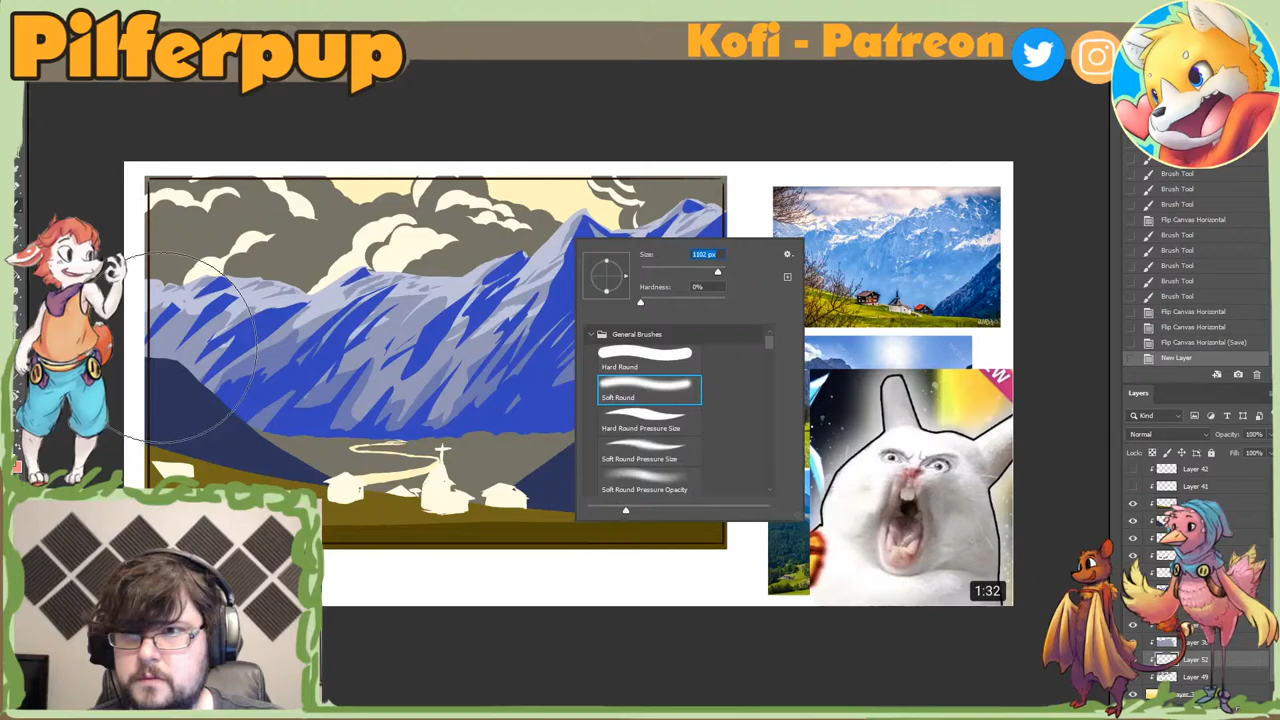 Pilferpup
Kofi - Patreon
Brush Tool
Brush Tool
Brush Tool
Flip Canvas Horizontal
Brush Tool
Brush Tool
Brush Tool
Brush Tool
Brush Tool
Flip Canvas Horizontal
Flip Canvas Horizontal
Flip Canvas Horizontal (Save)
New Layer
Size:
1102 px
Hardness:
0%
General Brushes
Hard Round
Soft Round
Hard Round Pressure Size
Soft Round Pressure Size
Soft Round Pressure Opacity
1:32
Layers
Kind
Normal
Opacity:
100%
Lock:
Fill:
100%
Layer 42
Layer 41
Layer 52
Layer 49